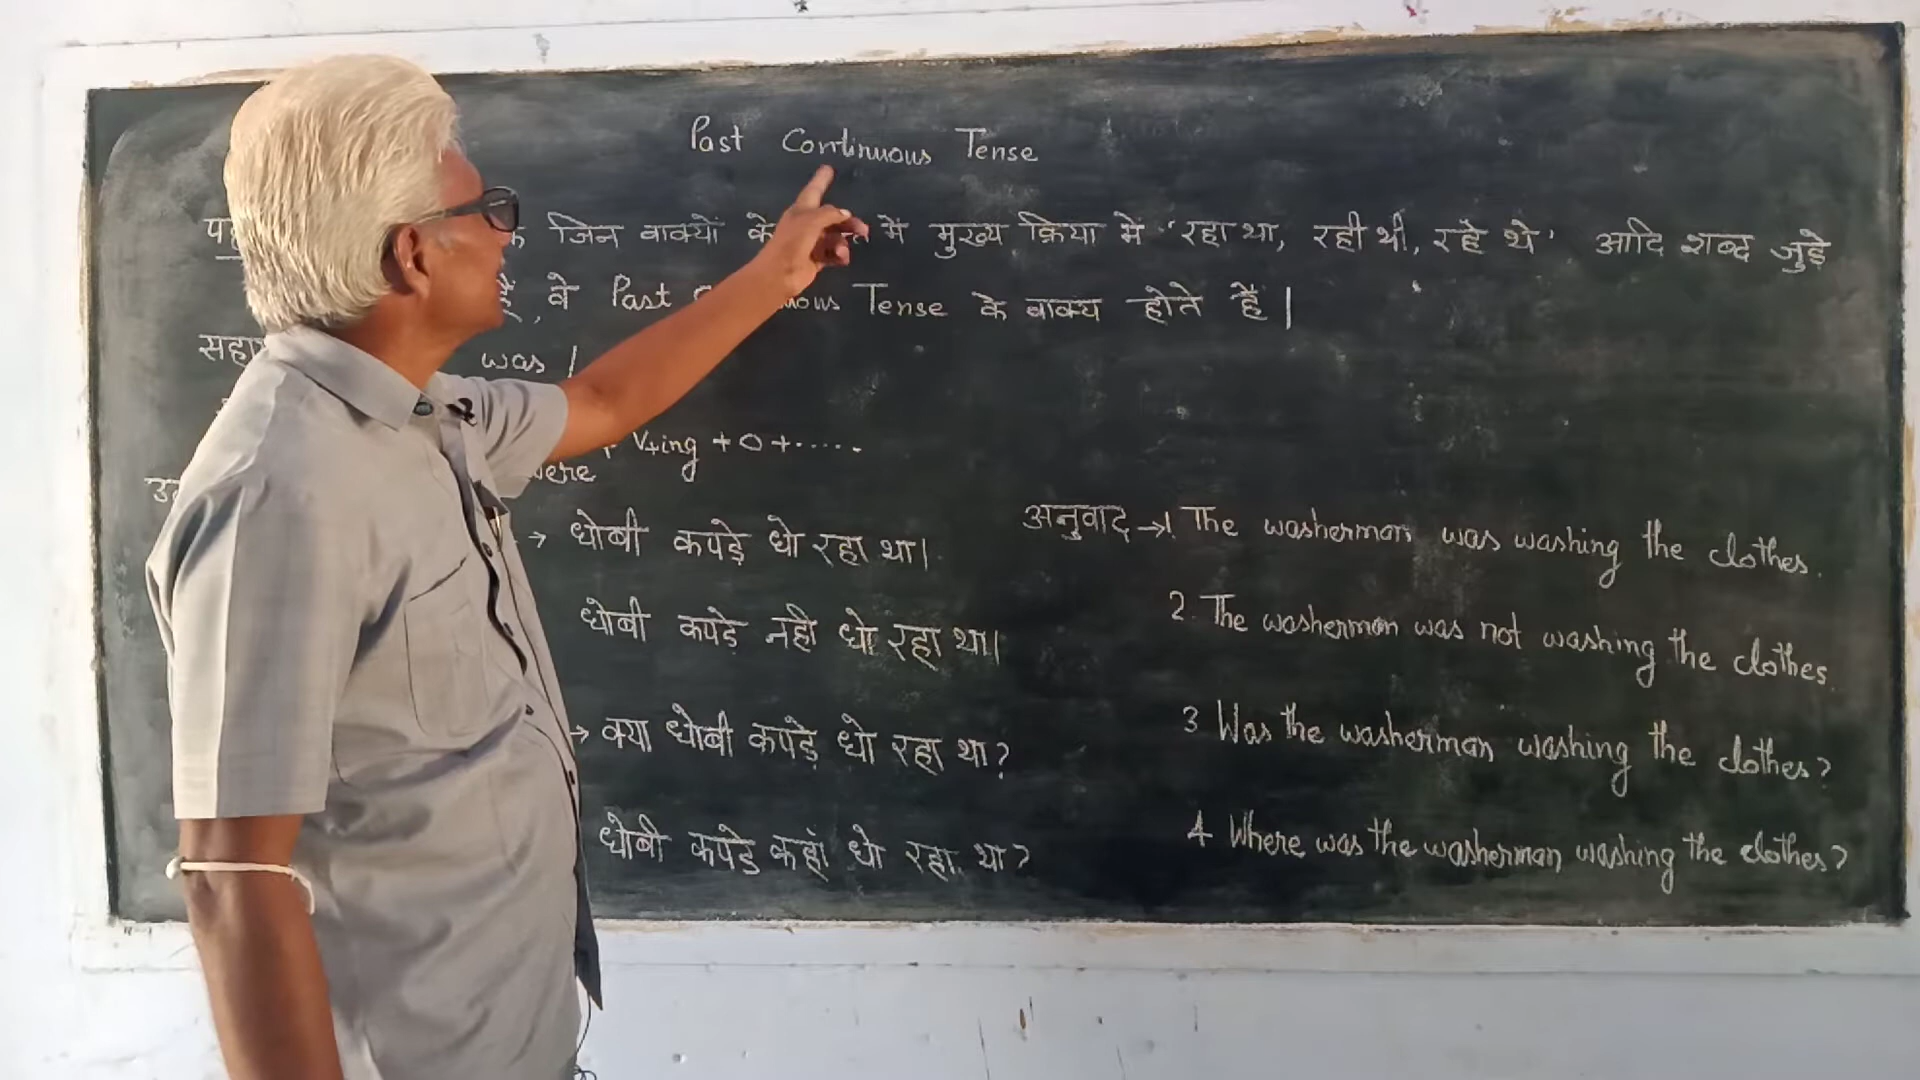 Past Continuous Tense
जिन वाक्यों के में मुख्य क्रिया में "रहा था, रही थी, रहे थे" आदि शब्द जुड़े
हैं, वे Past Tense के वाक्य होते हैं |
was |
V+ing + O + ......
were
→ धोबी कपड़े धो रहा था|
अनुवाद → 1. The washerman was washing the clothes.
धोबी कपड़े नहीं धो रहा था|
2. The washerman was not washing the clothes.
→ क्या धोबी कपड़े धो रहा था?
3 Was the washerman washing the clothes?
धोबी कपड़े कहां धो रहा था?
4 Where was the washerman washing the clothes?